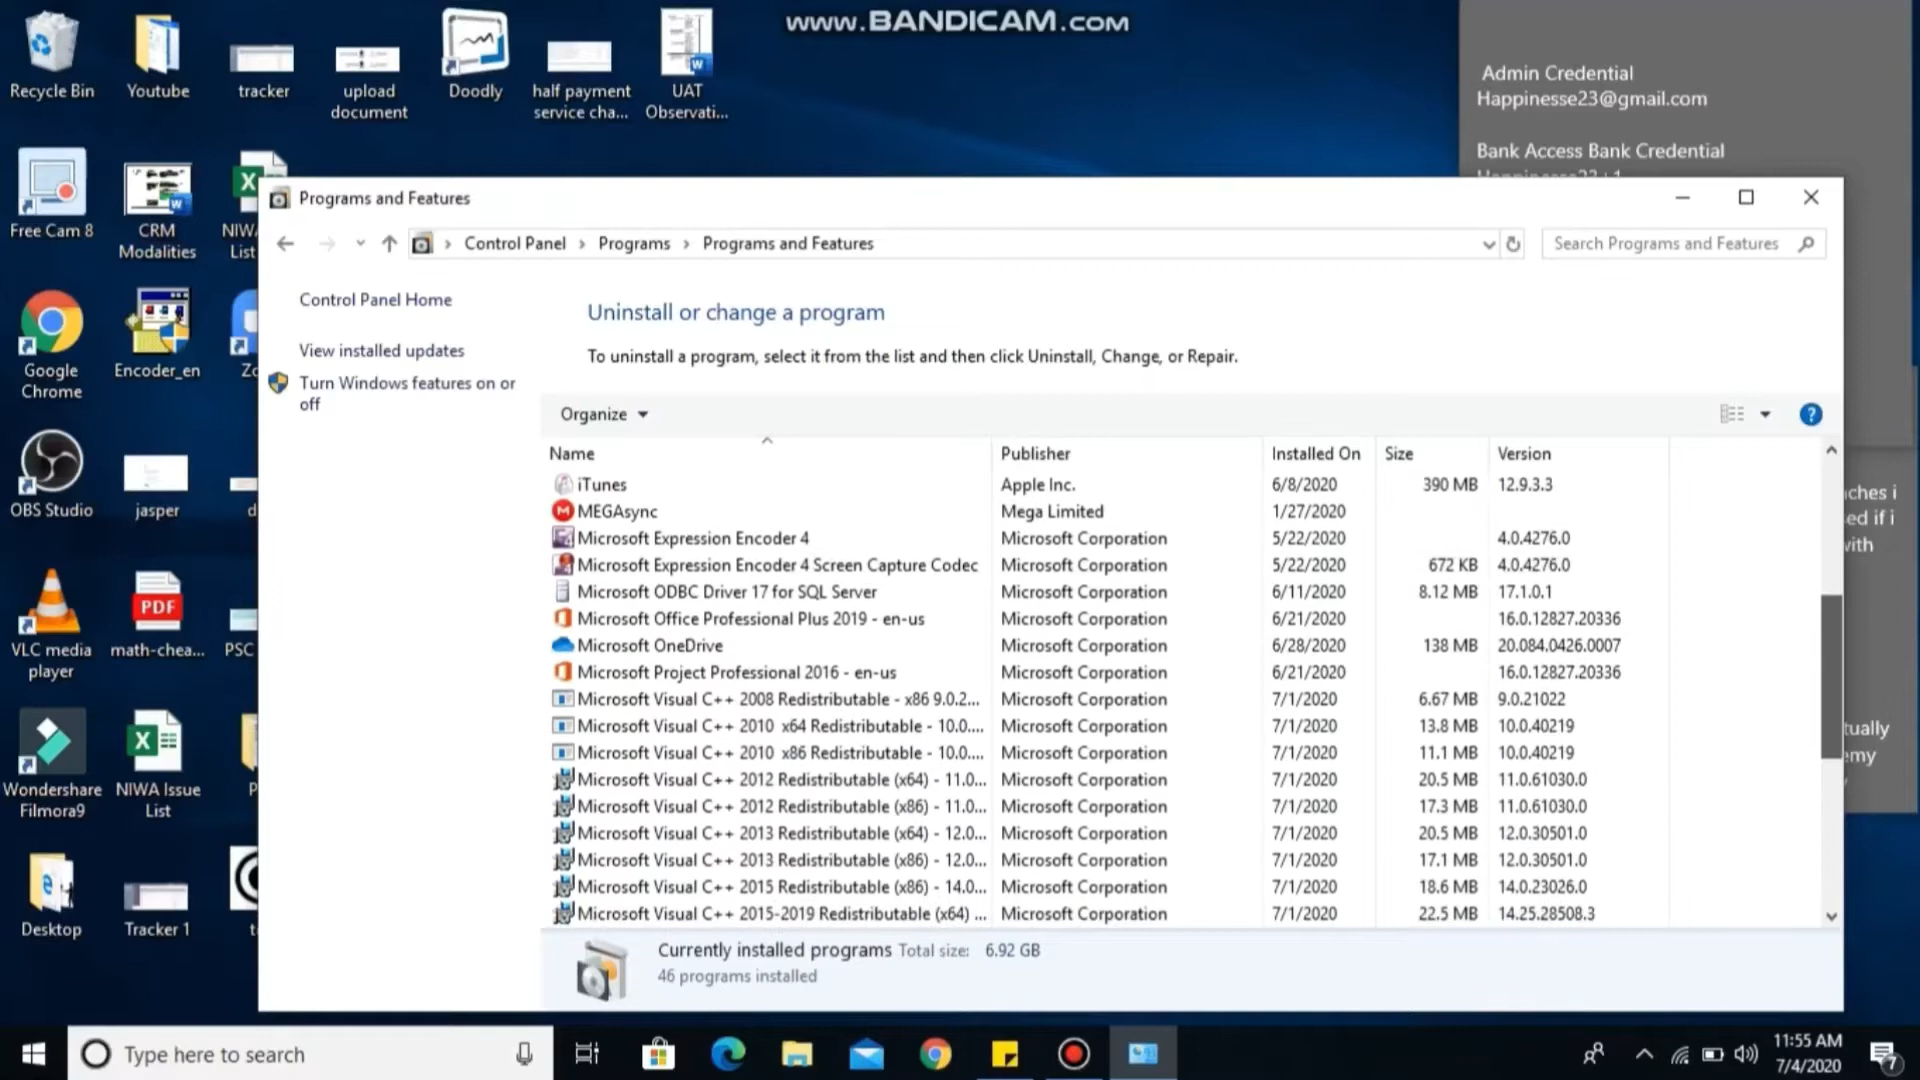 www.BANDICAM.com
Recycle Bin
Youtube
tracker
upload
document
Doodly
half payment
service cha...
UAT
Observati...
Admin Credential
Happinesse23@gmail.com
Bank Access Bank Credential
Free Cam 8
CRM
Modalities
NIWA
List
Programs and Features
Control Panel
Programs
Programs and Features
Search Programs and Features
Google
Chrome
Encoder_en
Zo
Control Panel Home
View installed updates
Turn Windows features on or
off
Uninstall or change a program
To uninstall a program, select it from the list and then click Uninstall, Change, or Repair.
Organize
Name Publisher Installed On Size Version
iTunes Apple Inc. 6/8/2020 390 MB 12.9.3.3
MEGAsync Mega Limited 1/27/2020
Microsoft Expression Encoder 4 Microsoft Corporation 5/22/2020 4.0.4276.0
Microsoft Expression Encoder 4 Screen Capture Codec Microsoft Corporation 5/22/2020 672 KB 4.0.4276.0
Microsoft ODBC Driver 17 for SQL Server Microsoft Corporation 6/11/2020 8.12 MB 17.1.0.1
Microsoft Office Professional Plus 2019 - en-us Microsoft Corporation 6/21/2020 16.0.12827.20336
Microsoft OneDrive Microsoft Corporation 6/28/2020 138 MB 20.084.0426.0007
Microsoft Project Professional 2016 - en-us Microsoft Corporation 6/21/2020 16.0.12827.20336
Microsoft Visual C++ 2008 Redistributable - x86 9.0.2... Microsoft Corporation 7/1/2020 6.67 MB 9.0.21022
Microsoft Visual C++ 2010 x64 Redistributable - 10.0.... Microsoft Corporation 7/1/2020 13.8 MB 10.0.40219
Microsoft Visual C++ 2010 x86 Redistributable - 10.0.... Microsoft Corporation 7/1/2020 11.1 MB 10.0.40219
Microsoft Visual C++ 2012 Redistributable (x64) - 11.0... Microsoft Corporation 7/1/2020 20.5 MB 11.0.61030.0
Microsoft Visual C++ 2012 Redistributable (x86) - 11.0... Microsoft Corporation 7/1/2020 17.3 MB 11.0.61030.0
Microsoft Visual C++ 2013 Redistributable (x64) - 12.0... Microsoft Corporation 7/1/2020 20.5 MB 12.0.30501.0
Microsoft Visual C++ 2013 Redistributable (x86) - 12.0... Microsoft Corporation 7/1/2020 17.1 MB 12.0.30501.0
Microsoft Visual C++ 2015 Redistributable (x86) - 14.0... Microsoft Corporation 7/1/2020 18.6 MB 14.0.23026.0
Microsoft Visual C++ 2015-2019 Redistributable (x64) ... Microsoft Corporation 7/1/2020 22.5 MB 14.25.28508.3
Currently installed programs Total size: 6.92 GB
46 programs installed
OBS Studio
jasper
d
ches i
ed if i
with
VLC media
player
PDF
math-chea...
PSC
Wondershare
Filmora9
NIWA Issue
List
P
tually
emy
Desktop
Tracker 1
t
Type here to search
11:55 AM
7/4/2020
7